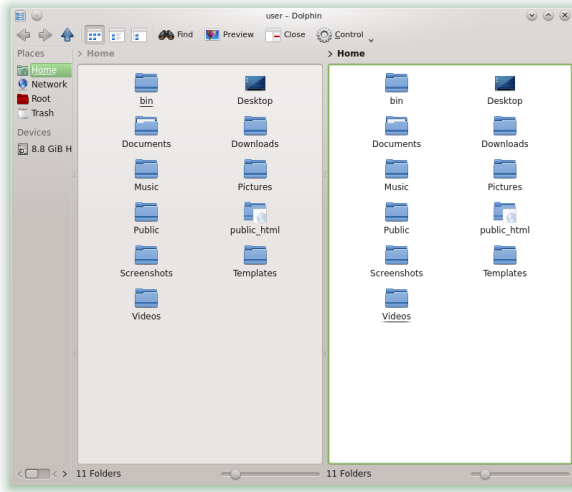 user – Dolphin
Find Preview Close Control
Places
Home
Network
Root
Trash
Devices
8.8 GiB H
> Home
bin Desktop
Documents Downloads
Music Pictures
Public public_html
Screenshots Templates
Videos
11 Folders
> Home
bin Desktop
Documents Downloads
Music Pictures
Public public_html
Screenshots Templates
Videos
11 Folders